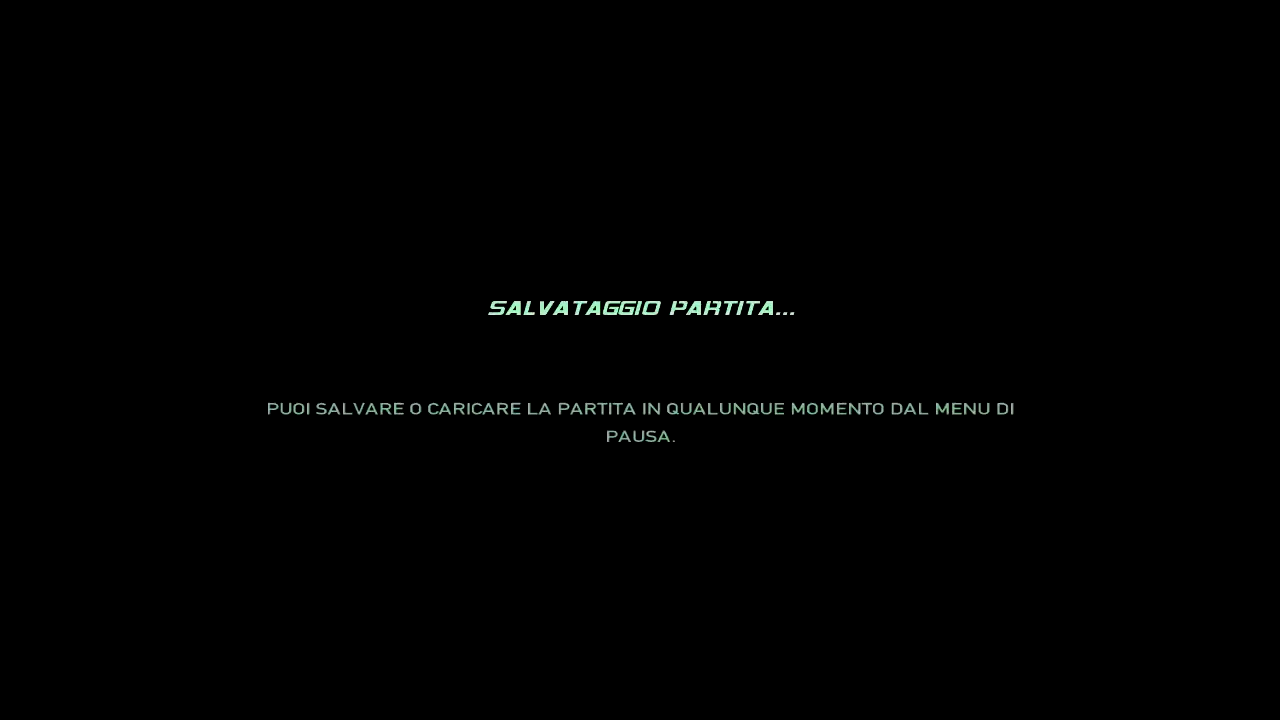 SALVATAGGIO PARTITA...
PUOI SALVARE O CARICARE LA PARTITA IN QUALUNQUE MOMENTO DAL MENU DI
PAUSA.